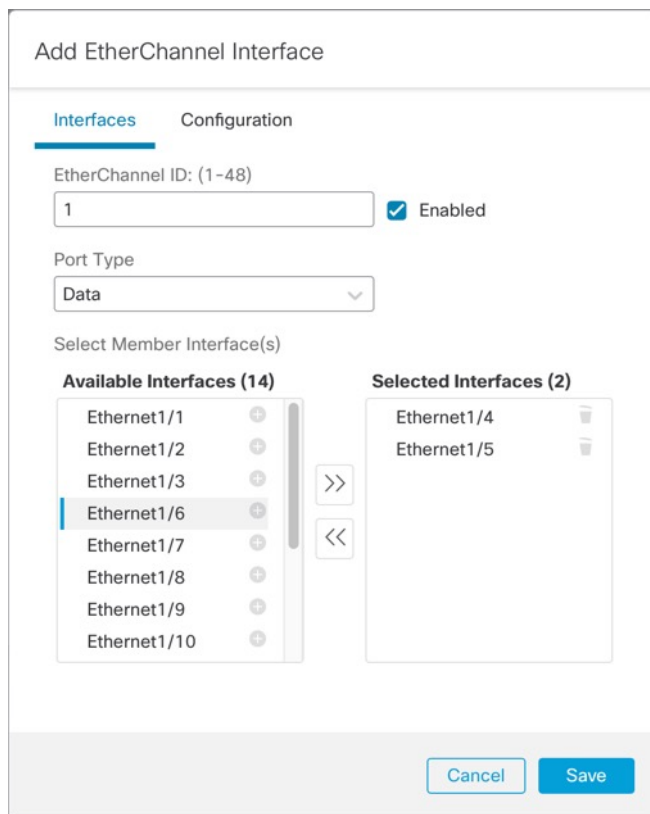 Add EtherChannel Interface
Interfaces Configuration
EtherChannel ID: (1-48)
1 Enabled
Port Type
Data
Select Member Interface(s)
Available Interfaces (14) Selected Interfaces (2)
Ethernet1/1 Ethernet1/4
Ethernet1/2 Ethernet1/5
Ethernet1/3
Ethernet1/6
Ethernet1/7
Ethernet1/8
Ethernet1/9
Ethernet1/10
>>
<<
Cancel Save